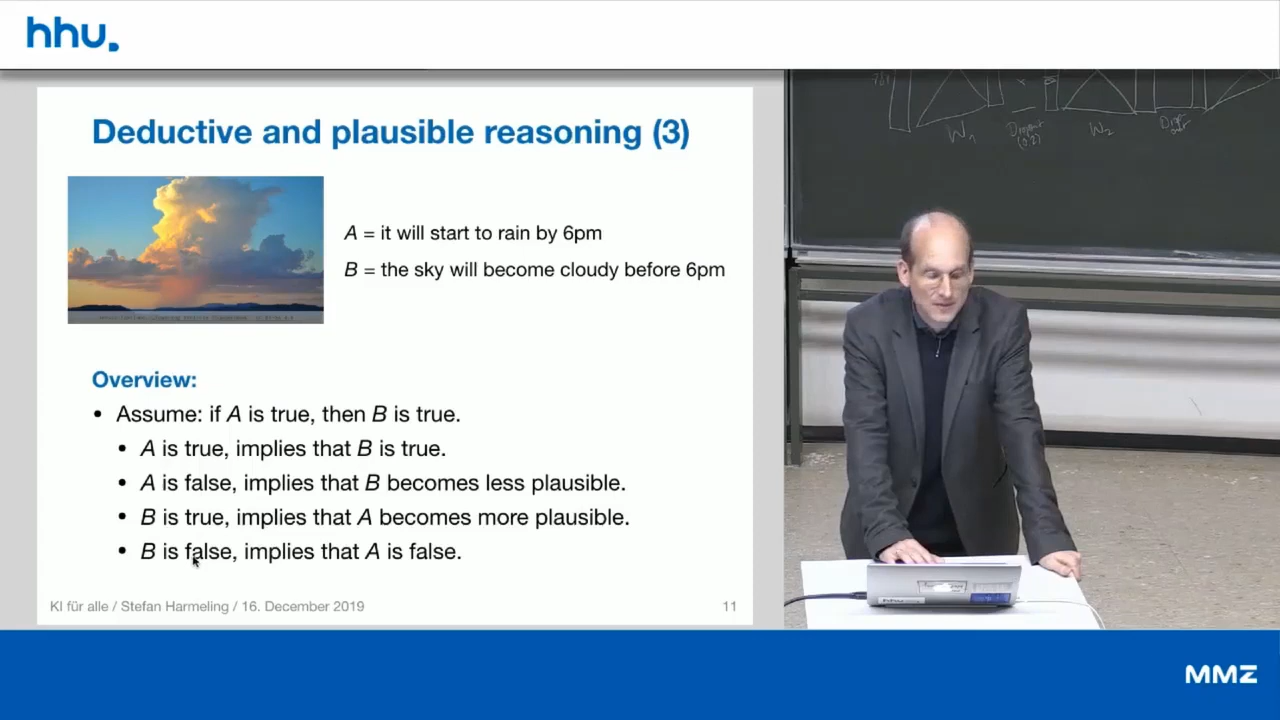 hhu.
Deductive and plausible reasoning (3)
A = it will start to rain by 6pm
B = the sky will become cloudy before 6pm
Overview:
• Assume: if A is true, then B is true.
• A is true, implies that B is true.
• A is false, implies that B becomes less plausible.
• B is true, implies that A becomes more plausible.
• B is false, implies that A is false.
KI für alle / Stefan Harmeling / 16. December 2019
11
W1
Dropout
(0.2)
W2
MMZ